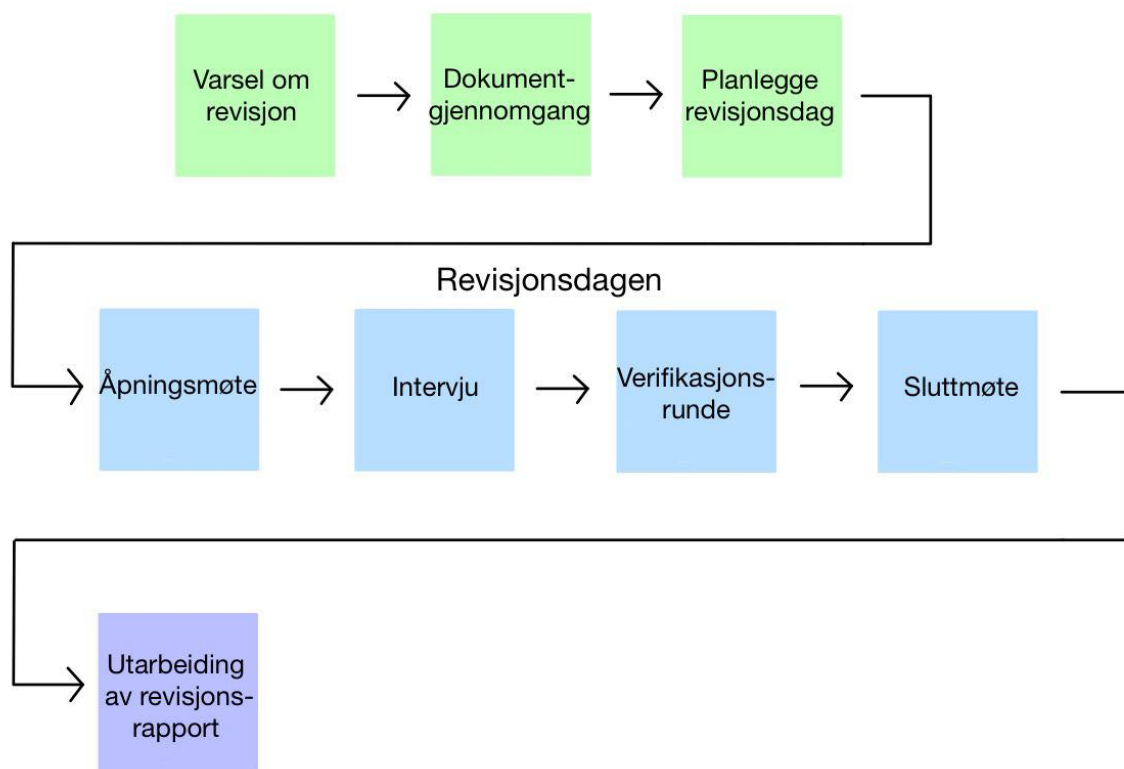 Varsel om
revisjon
Dokument-
gjennomgang
Planlegge
revisjonsdag
Revisjonsdagen
Åpningsmøte
Intervju
Verifikasjons-
runde
Sluttmøte
Utarbeiding
av revisjons-
rapport